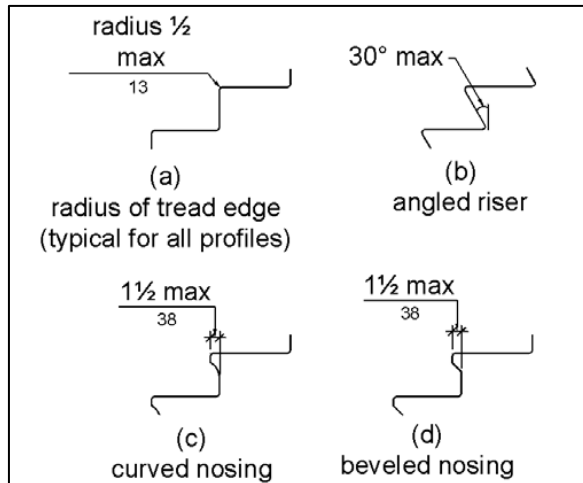 radius ½
max
13
(a)
radius of tread edge
(typical for all profiles)
30° max
(b)
angled riser
1½ max
38
(c)
curved nosing
1½ max
38
(d)
beveled nosing